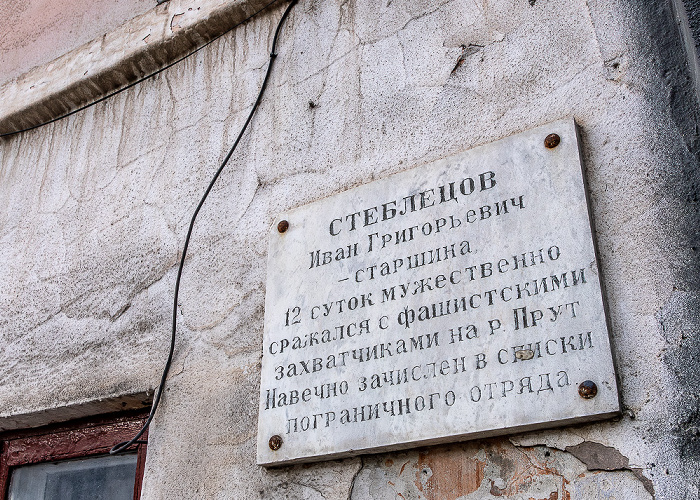 СТЕБЛЕЦОВ
Иван Григорьевич
– старшина
12 суток мужественно
сражался с фашистскими
захватчиками на р. Прут
Навечно зачислен в списки
пограничного отряда.